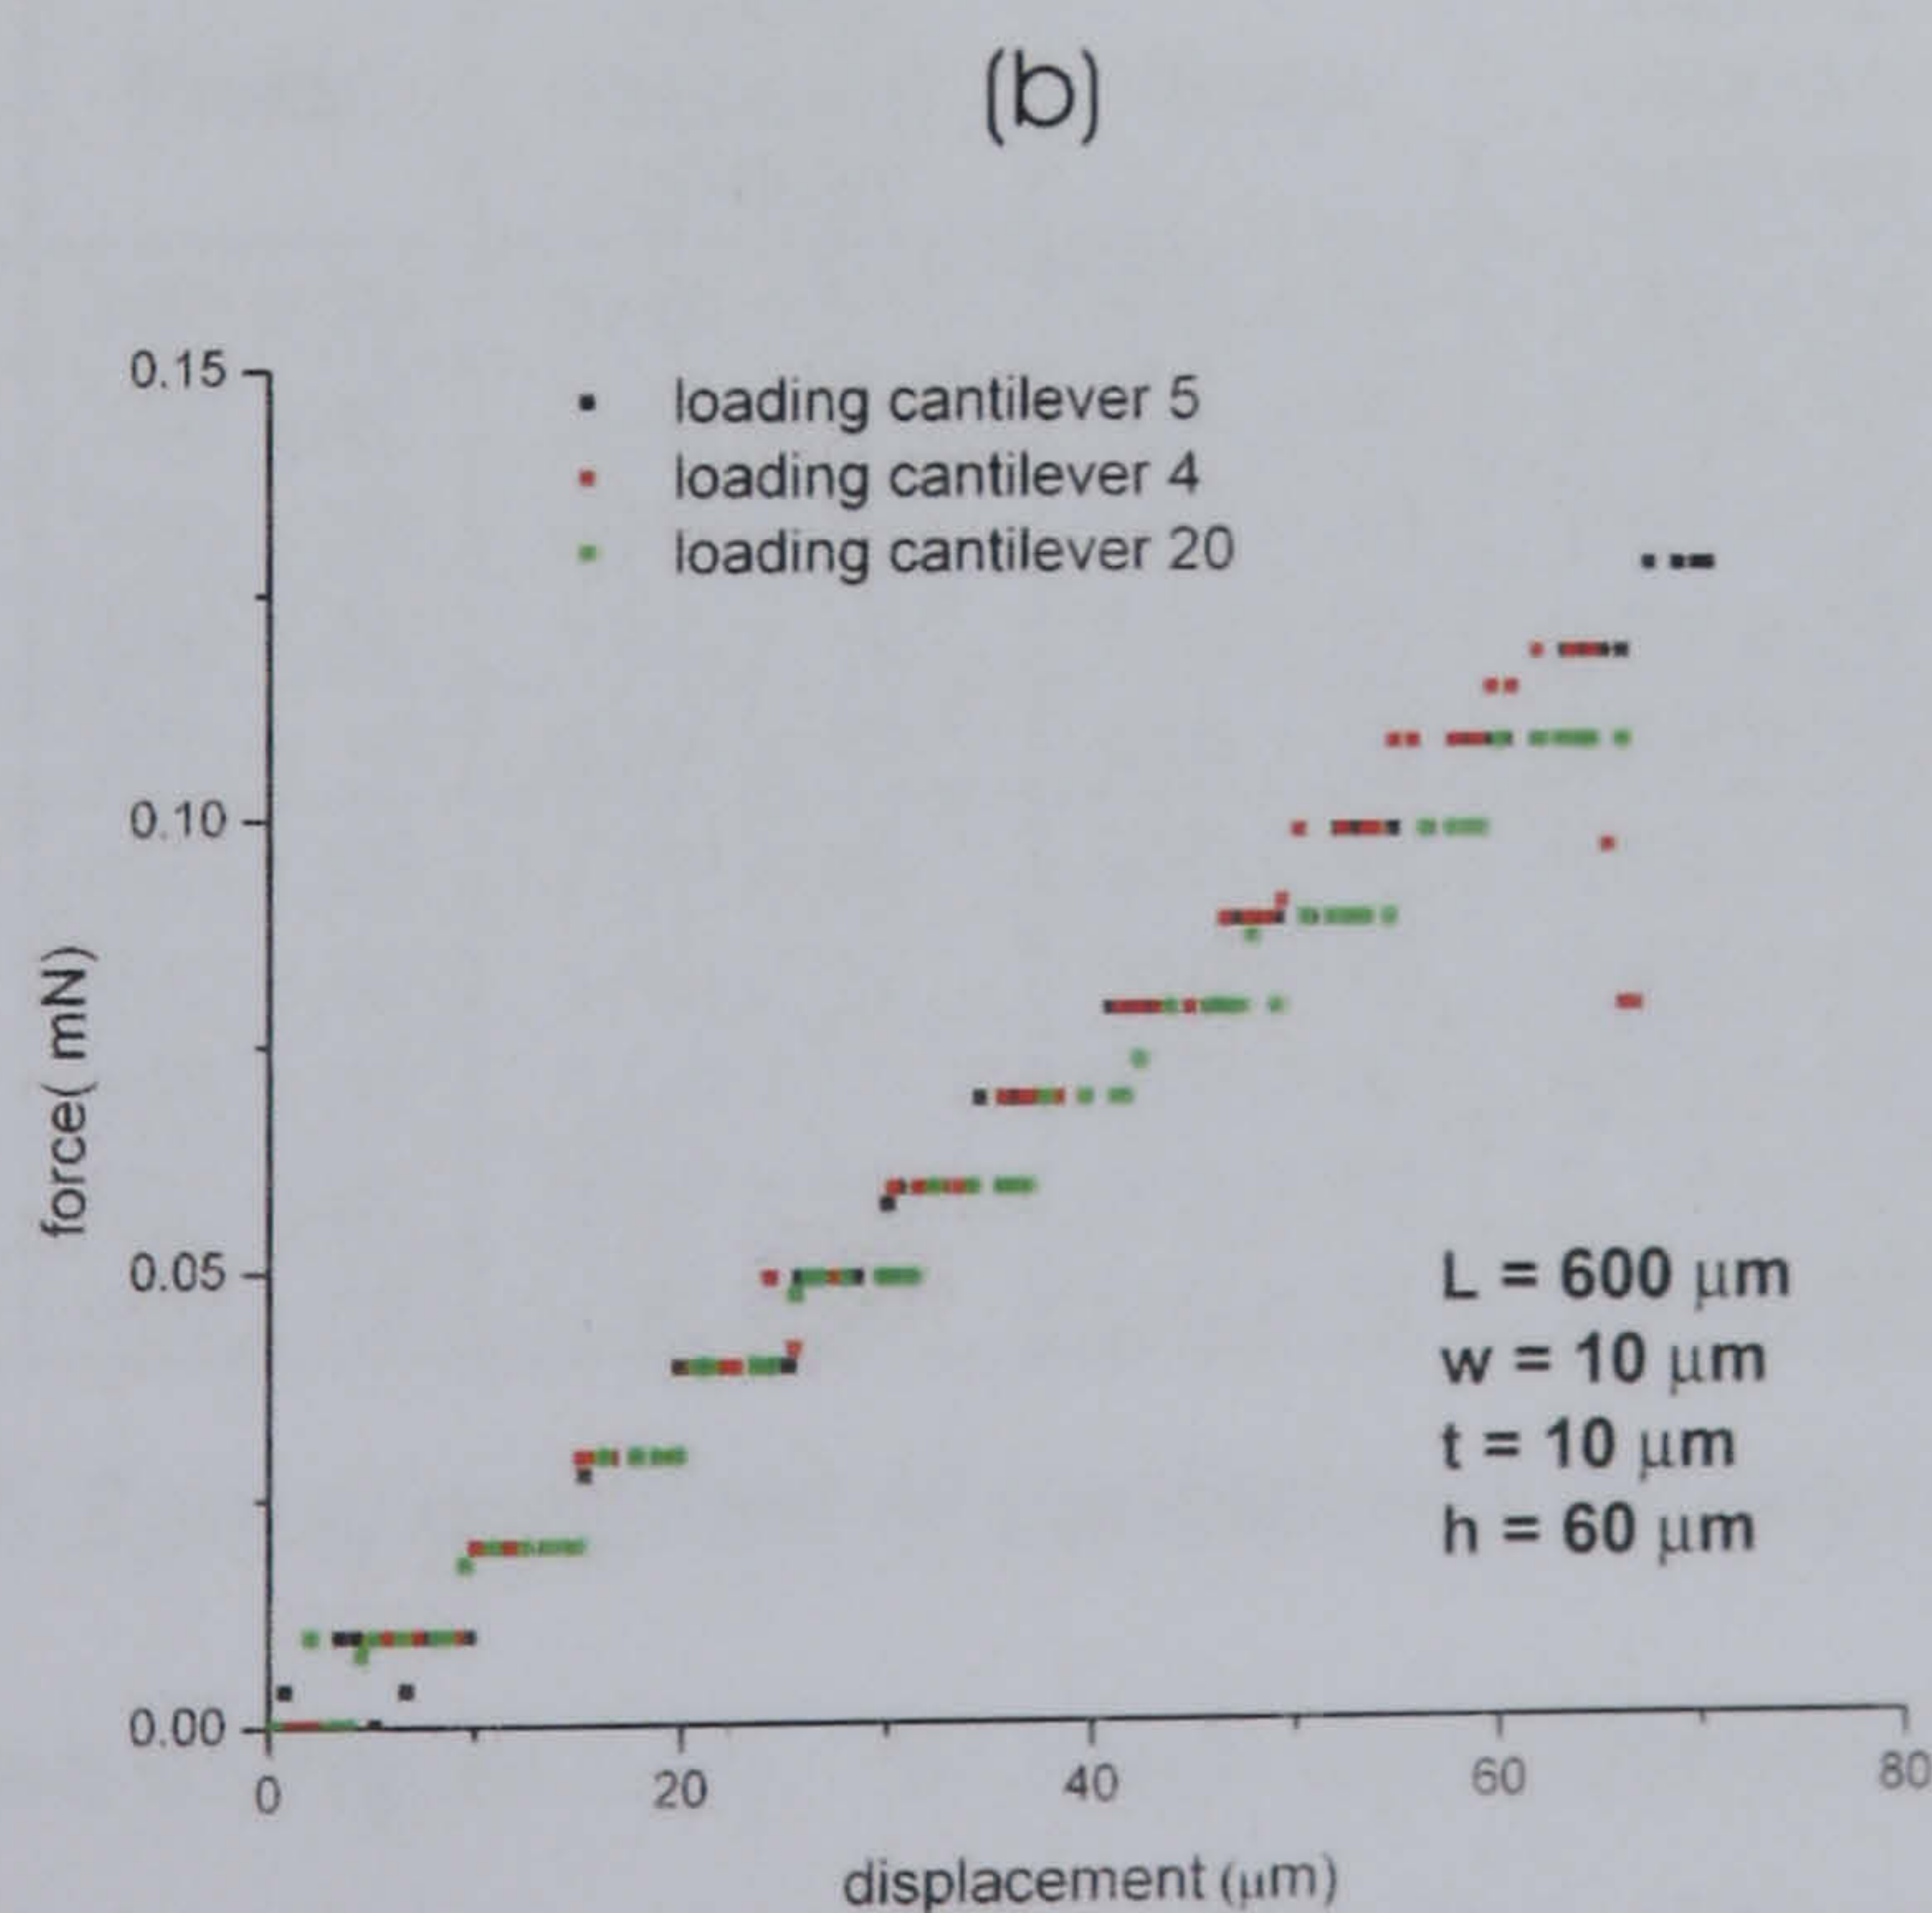 (b)
0.15
loading cantilever 5
loading cantilever 4
loading cantilever 20
0.10
force( mN)
0.05
L = 600 μm
w = 10 μm
t = 10 μm
h = 60 μm
0.00
0 20 40 60 80
displacement (μm)